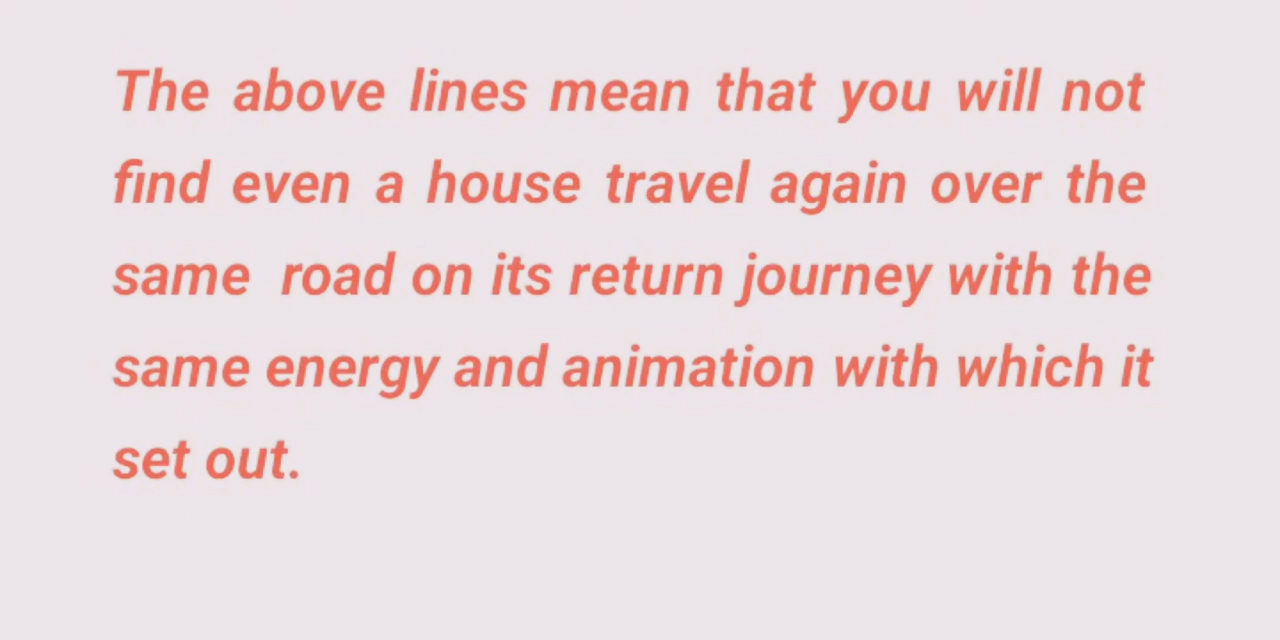 The above lines mean that you will not
find even a house travel again over the
same road on its return journey with the
same energy and animation with which it
set out.